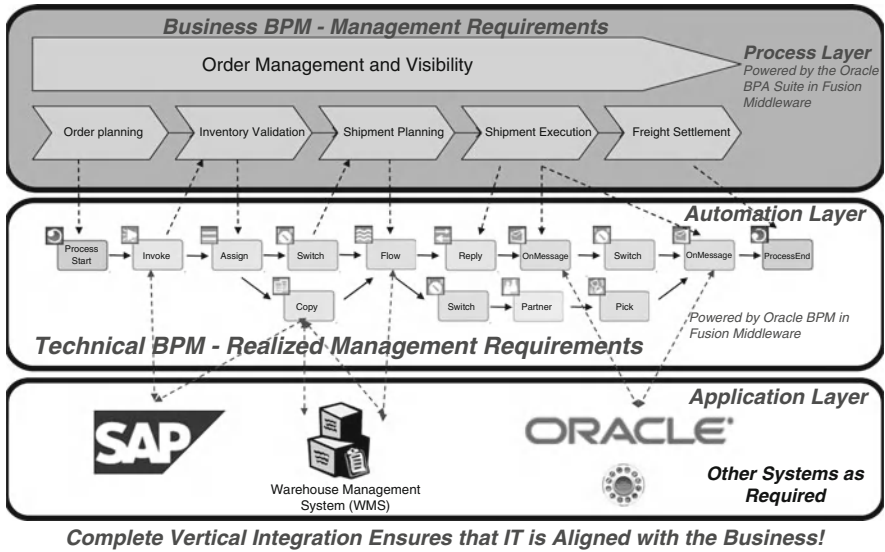 Business BPM - Management Requirements
Order Management and Visibility
Process Layer
Powered by the Oracle
BPA Suite in Fusion
Middleware
Order planning
Inventory Validation
Shipment Planning
Shipment Execution
Freight Settlement
Automation Layer
Process
Start
Invoke
Assign
Switch
Flow
Reply
OnMessage
Switch
OnMessage
ProcessEnd
Copy
Switch
Partner
Pick
Powered by Oracle BPM in
Fusion Middleware
Technical BPM - Realized Management Requirements
Application Layer
SAP
ORACLE
Warehouse Management
System (WMS)
Other Systems as
Required
Complete Vertical Integration Ensures that IT is Aligned with the Business!